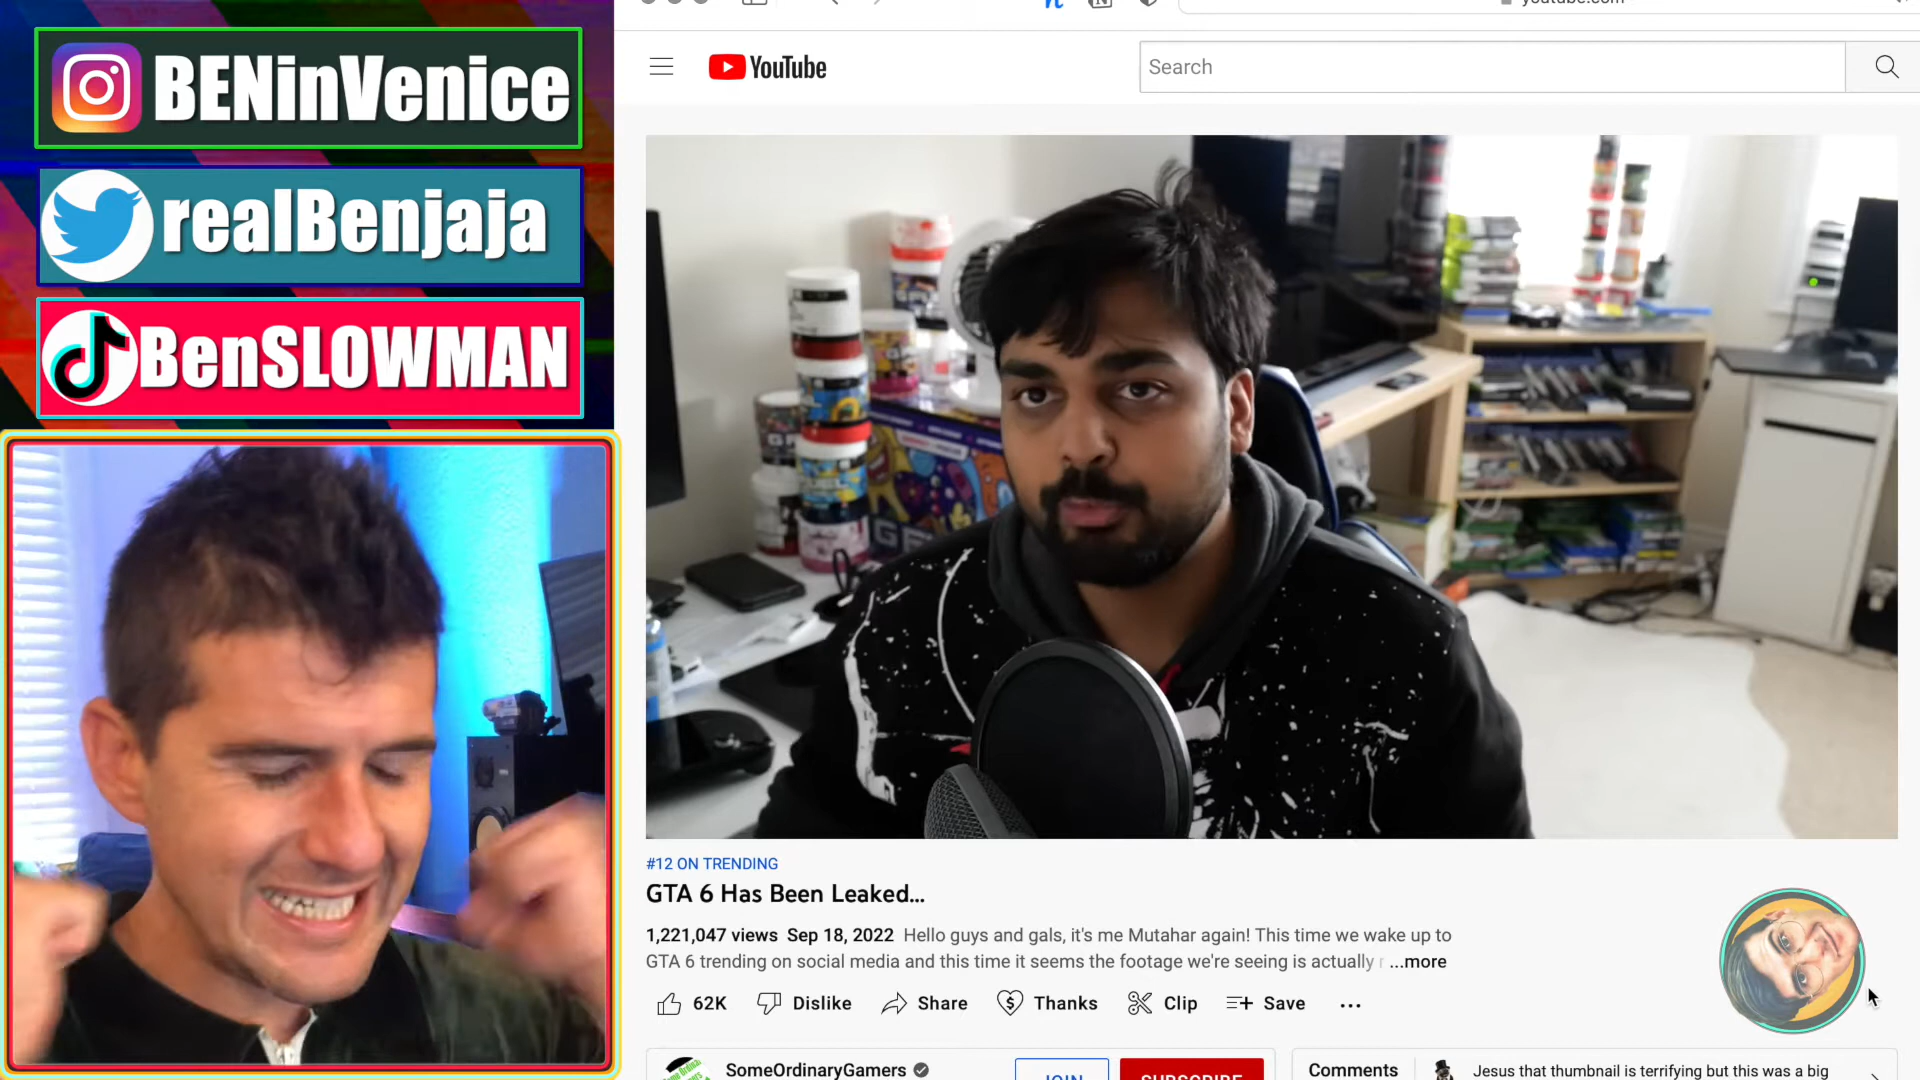 BENinVenice
realBenjaja
BenSLOWMAN
YouTube
Search
#12 ON TRENDING
GTA 6 Has Been Leaked...
1,221,047 views Sep 18, 2022 Hello guys and gals, it's me Mutahar again! This time we wake up to
GTA 6 trending on social media and this time it seems the footage we're seeing is actually ...more
62K Dislike Share Thanks Clip Save
SomeOrdinaryGamers
JOIN
SUBSCRIBE
Comments
Jesus that thumbnail is terrifying but this was a big